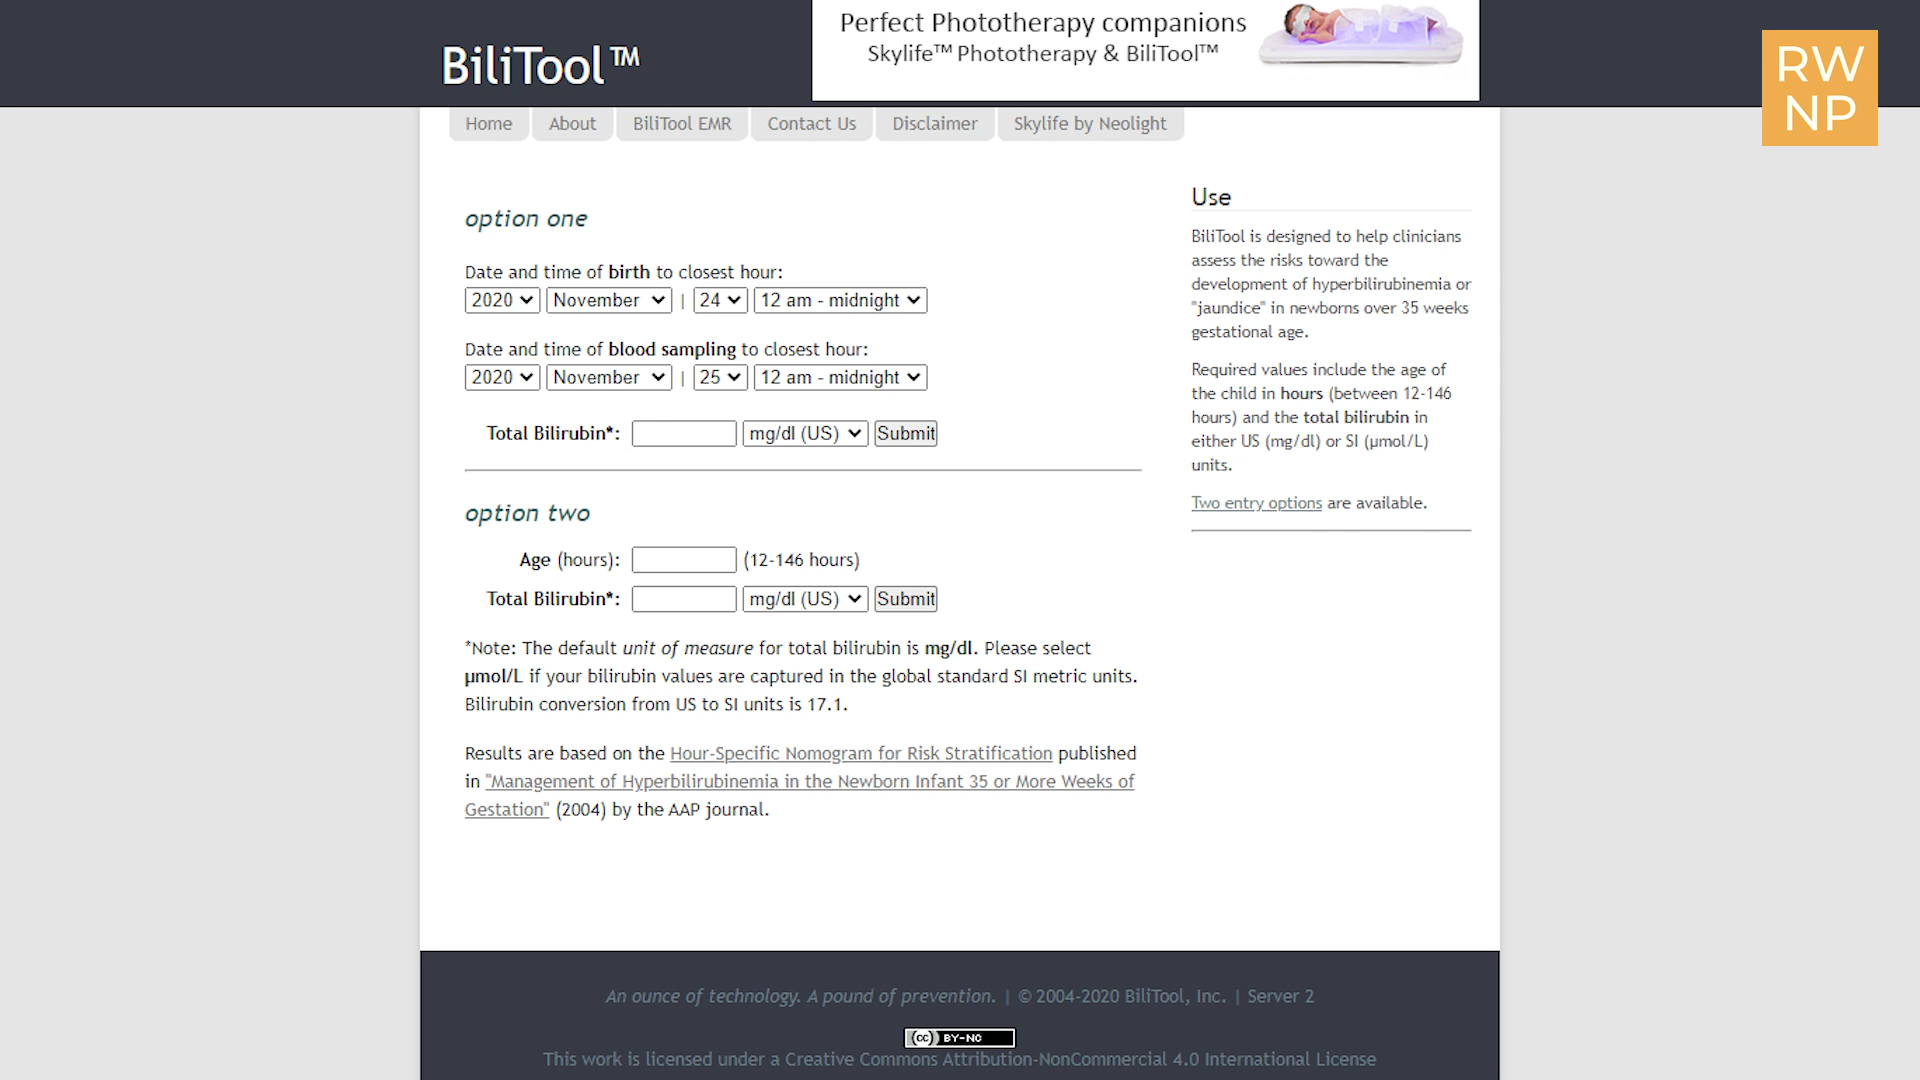 BiliTool™
Perfect Phototherapy companions
Skylife™ Phototherapy & BiliTool™
RW
NP
Home
About
BiliTool EMR
Contact Us
Disclaimer
Skylife by Neolight
option one
Date and time of birth to closest hour:
2020 November | 24 12 am - midnight
Date and time of blood sampling to closest hour:
2020 November | 25 12 am - midnight
Total Bilirubin*: mg/dl (US) Submit
option two
Age (hours): (12-146 hours)
Total Bilirubin*: mg/dl (US) Submit
*Note: The default unit of measure for total bilirubin is mg/dl. Please select
µmol/L if your bilirubin values are captured in the global standard SI metric units.
Bilirubin conversion from US to SI units is 17.1.
Results are based on the Hour-Specific Nomogram for Risk Stratification published
in "Management of Hyperbilirubinemia in the Newborn Infant 35 or More Weeks of
Gestation" (2004) by the AAP journal.
Use
BiliTool is designed to help clinicians
assess the risks toward the
development of hyperbilirubinemia or
"jaundice" in newborns over 35 weeks
gestational age.
Required values include the age of
the child in hours (between 12-146
hours) and the total bilirubin in
either US (mg/dl) or SI (µmol/L)
units.
Two entry options are available.
An ounce of technology. A pound of prevention. | © 2004-2020 BiliTool, Inc. | Server 2
(cc) BY-NC
This work is licensed under a Creative Commons Attribution-NonCommercial 4.0 International License